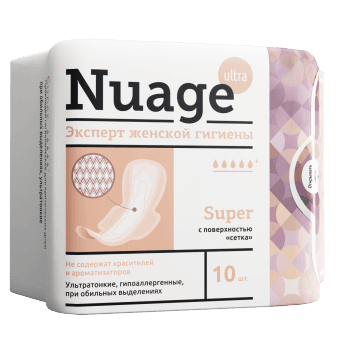 ultra
Nuage
Эксперт женской гигиены
Super
с поверхностью
«сетка»
Не содержат красителей
и ароматизаторов
Ультратонкие, гипоаллергенные,
при обильных выделениях
10 шт.
Открывать